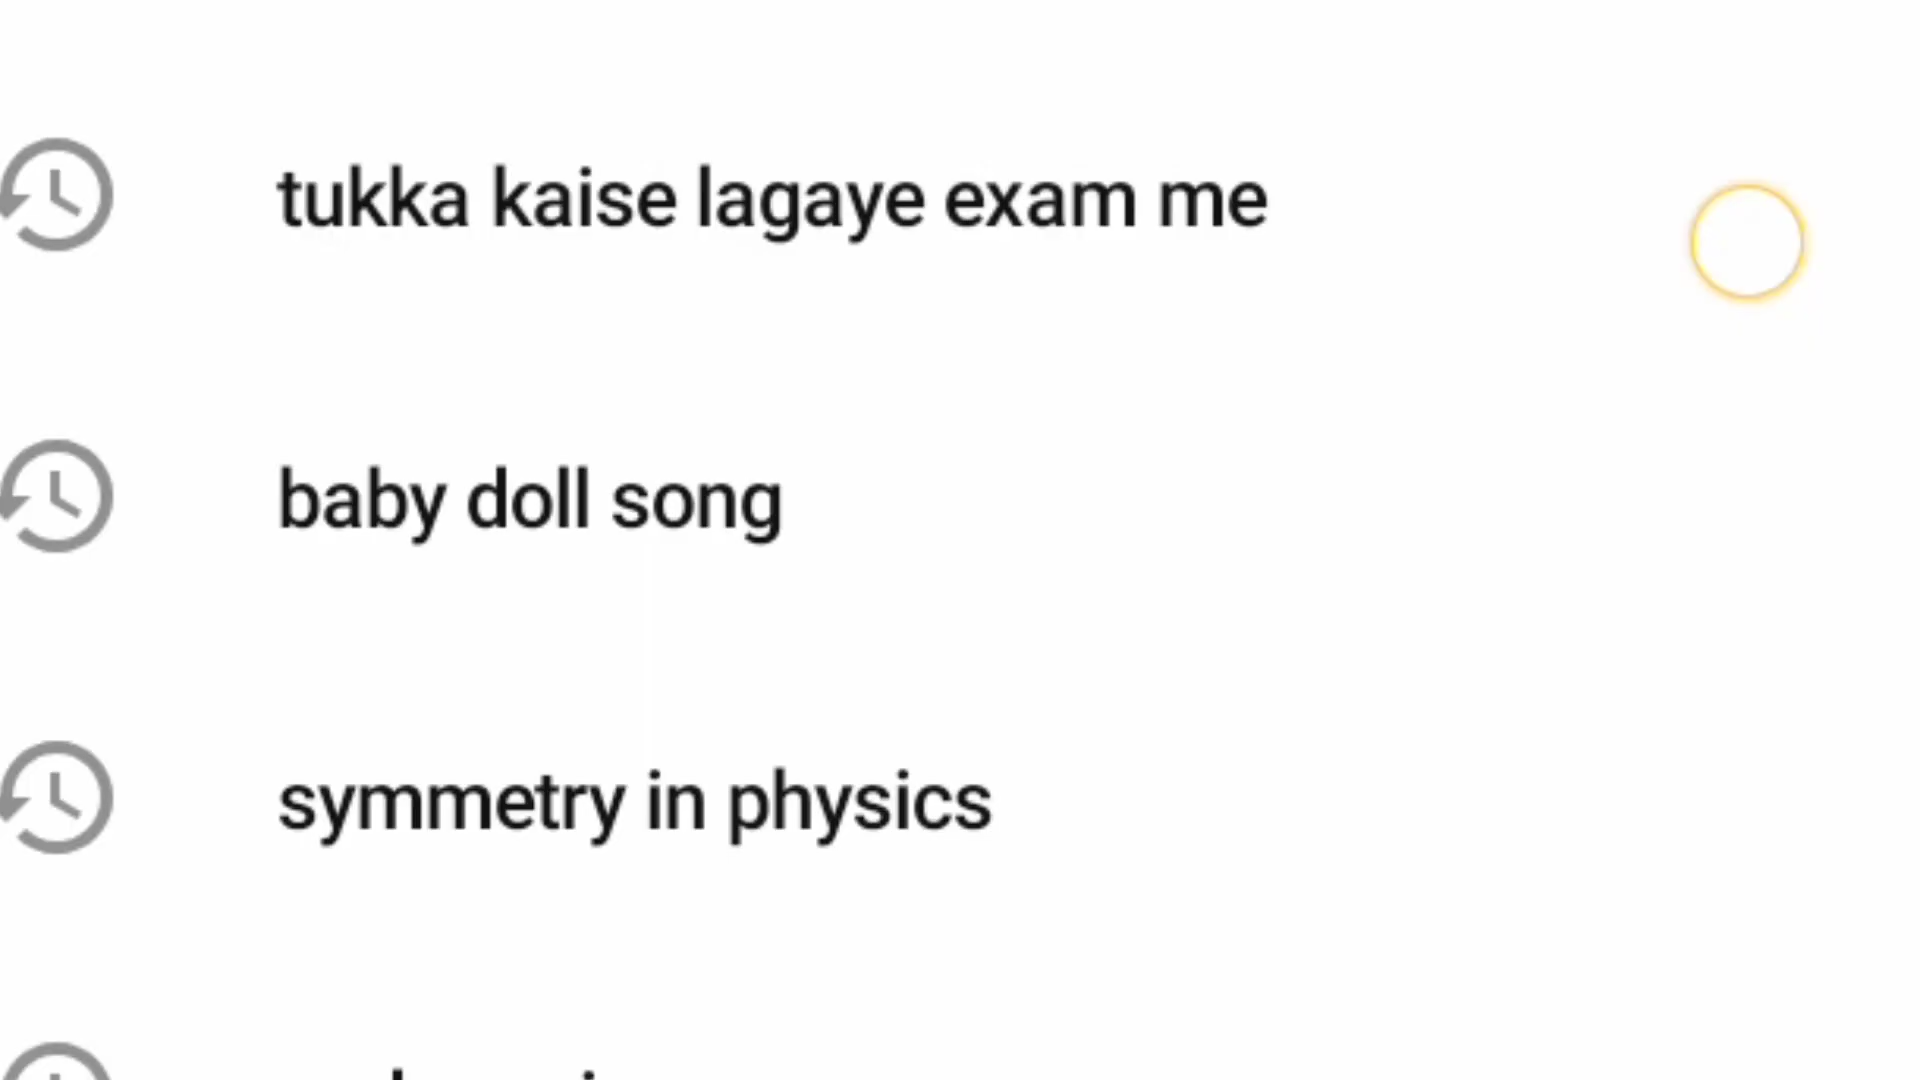 tukka kaise lagaye exam me
baby doll song
symmetry in physics